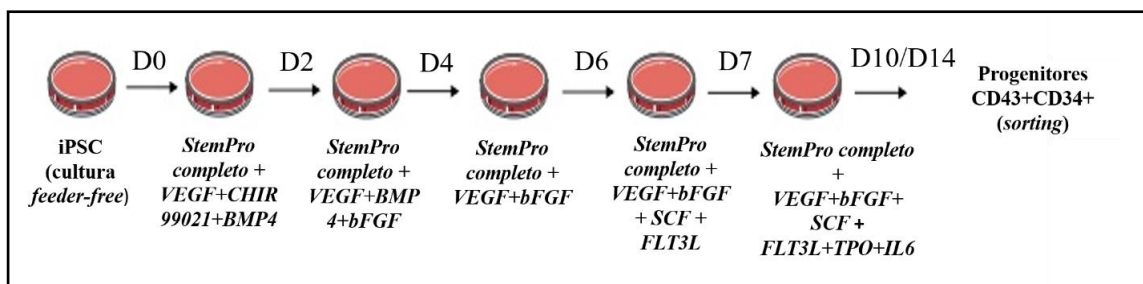 D0
D2
D4
D6
D7
D10/D14
iPSC
(cultura
feeder-free)
StemPro
completo +
VEGF+CHIR
99021+BMP4
StemPro
completo +
VEGF+BMP
4+bFGF
StemPro
completo +
VEGF+bFGF
StemPro
completo +
VEGF+bFGF
+ SCF +
FLT3L
StemPro completo
+
VEGF+bFGF+
SCF +
FLT3L+TPO+IL6
Progenitores
CD43+CD34+
(sorting)